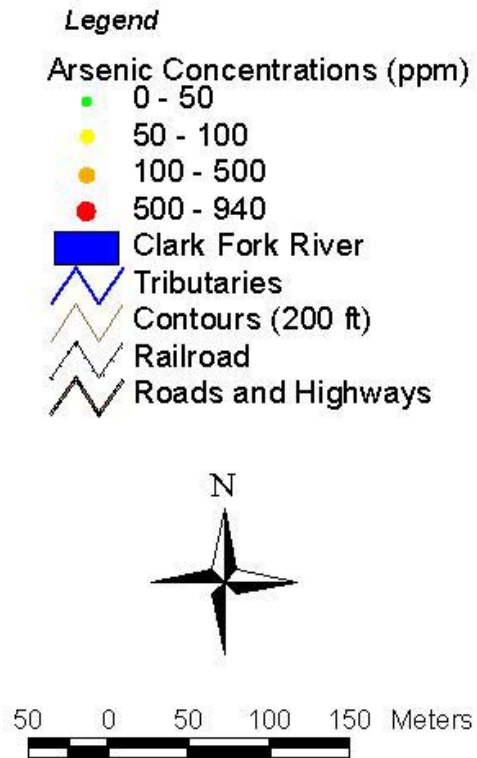 Legend
Arsenic Concentrations (ppm)
0 - 50
50 - 100
100 - 500
500 - 940
Clark Fork River
Tributaries
Contours (200 ft)
Railroad
Roads and Highways
N
50 0 50 100 150 Meters